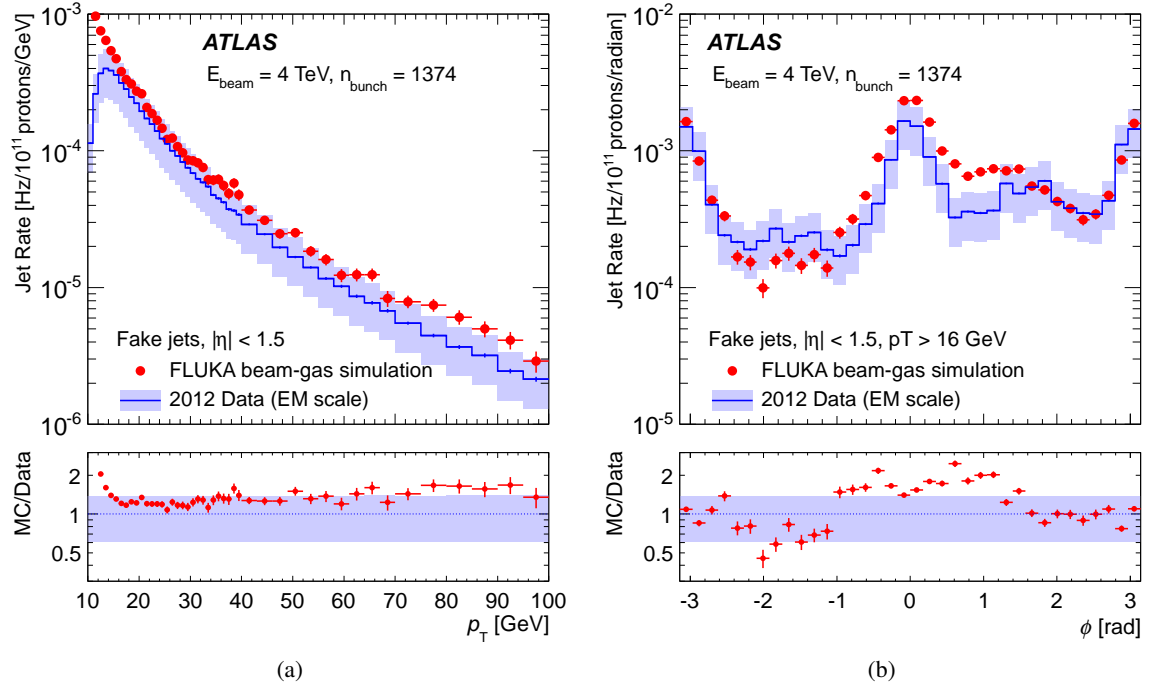 ATLAS
E_beam = 4 TeV, n_bunch = 1374
Jet Rate [Hz/10^11 protons/GeV]
10^-3
10^-4
10^-5
10^-6
Fake jets, |η| < 1.5
FLUKA beam-gas simulation
2012 Data (EM scale)
MC/Data
2
1
0.5
10 20 30 40 50 60 70 80 90 100
p_T [GeV]
(a)
ATLAS
E_beam = 4 TeV, n_bunch = 1374
Jet Rate [Hz/10^11 protons/radian]
10^-2
10^-3
10^-4
10^-5
Fake jets, |η| < 1.5, pT > 16 GeV
FLUKA beam-gas simulation
2012 Data (EM scale)
MC/Data
2
1
0.5
-3 -2 -1 0 1 2 3
ϕ [rad]
(b)